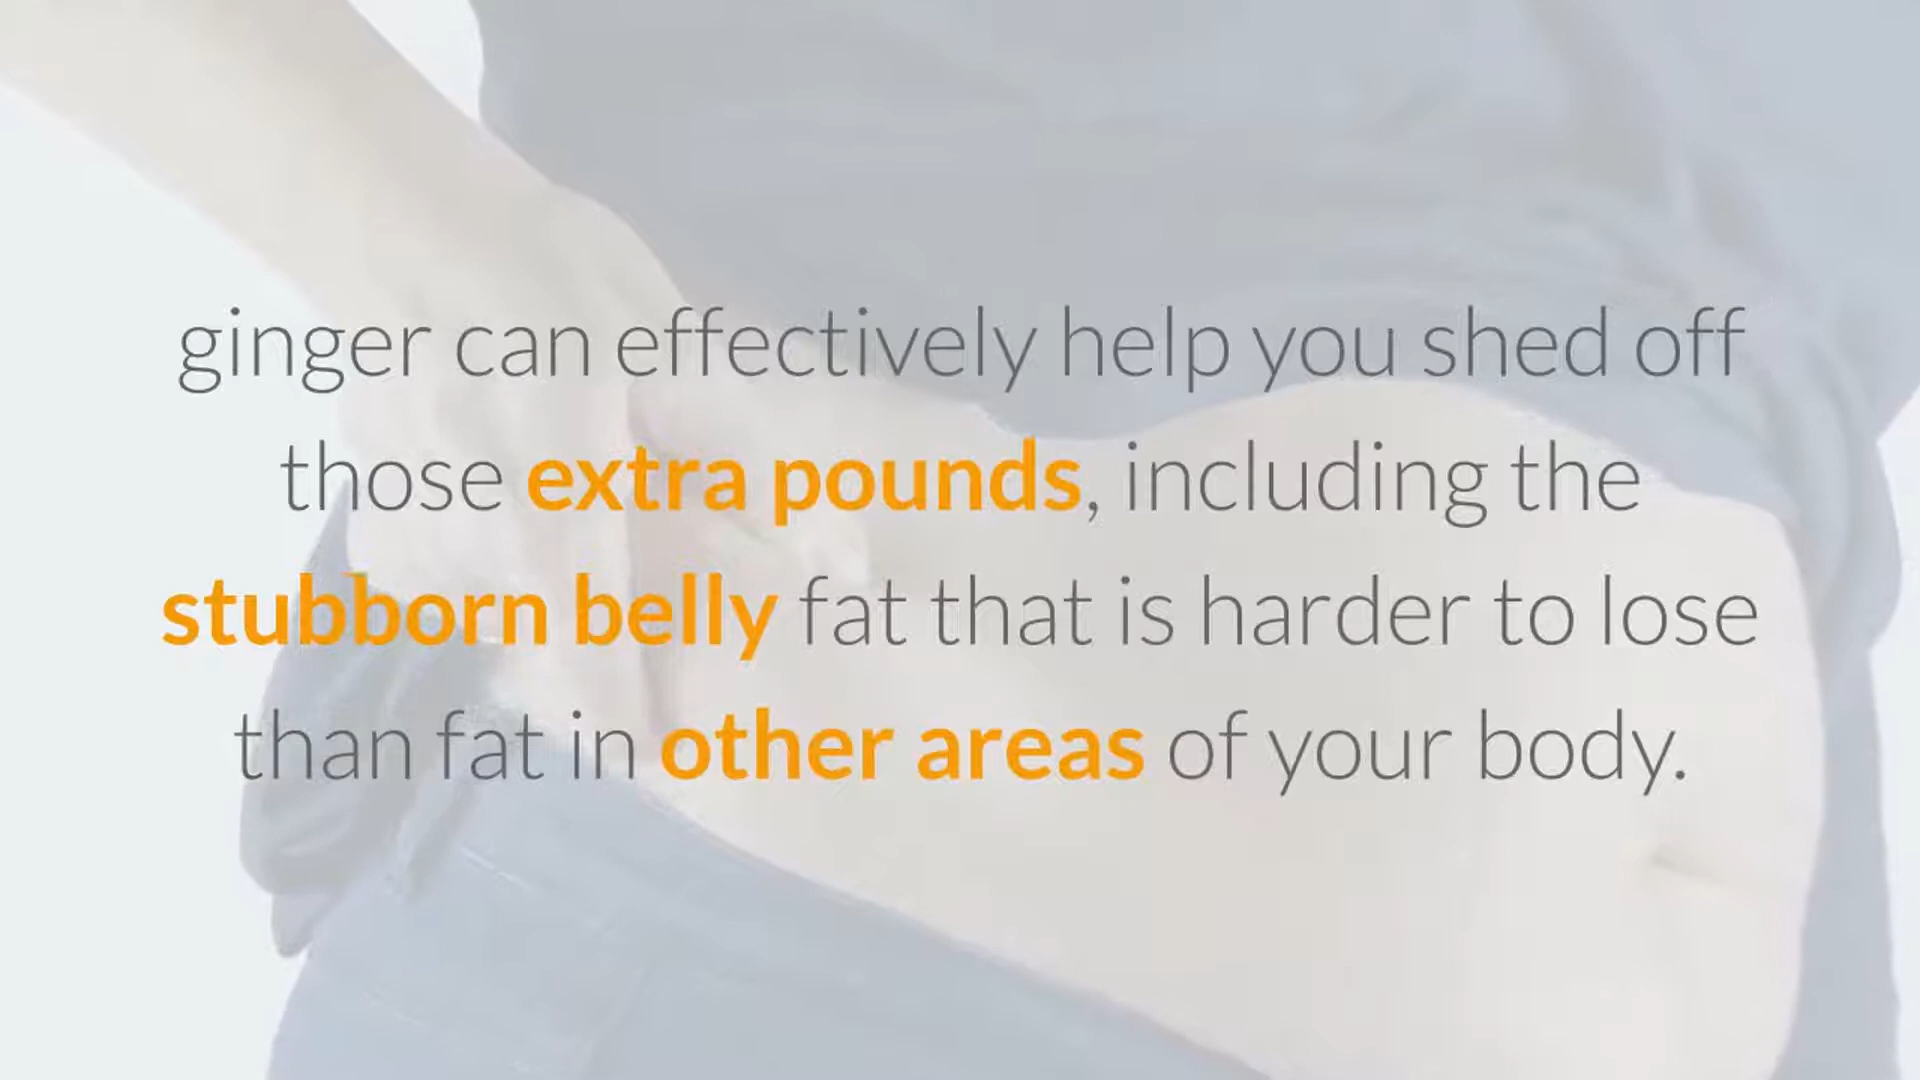 ginger can effectively help you shed off
those extra pounds, including the
stubborn belly fat that is harder to lose
than fat in other areas of your body.